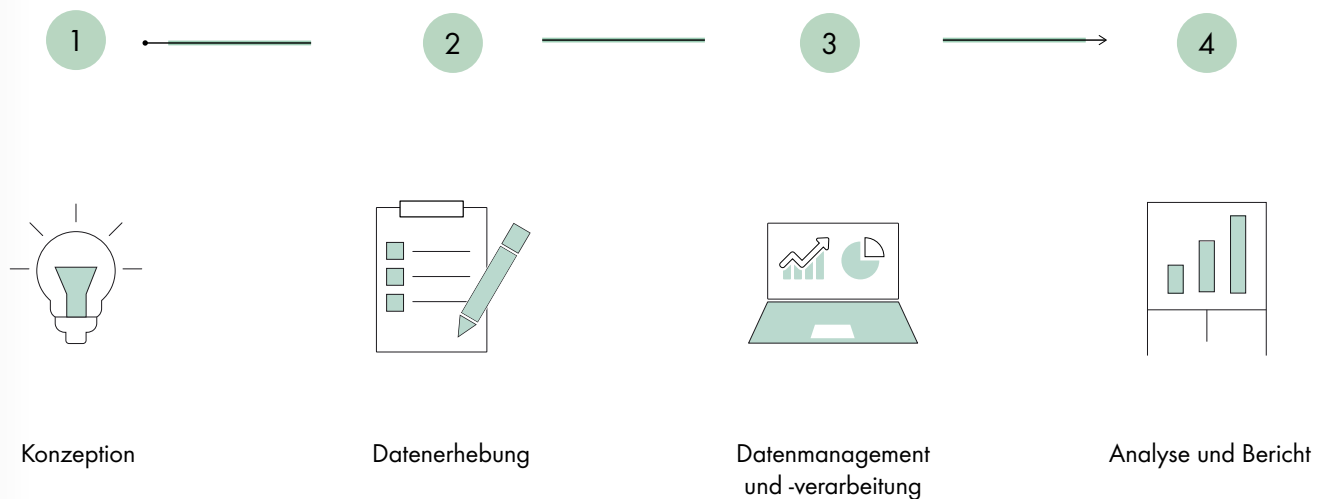 1
2
3
4
Konzeption
Datenerhebung
Datenmanagement
und -verarbeitung
Analyse und Bericht